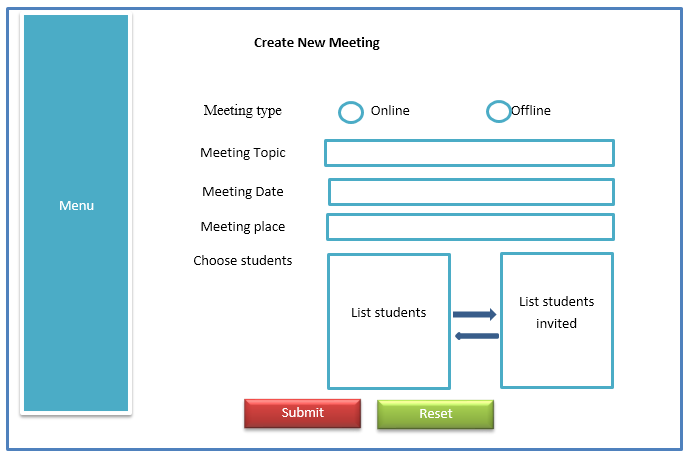 Create New Meeting
Meeting type Online Offline
Meeting Topic
Meeting Date
Menu
Meeting place
Choose students
List students
List students
invited
Submit Reset